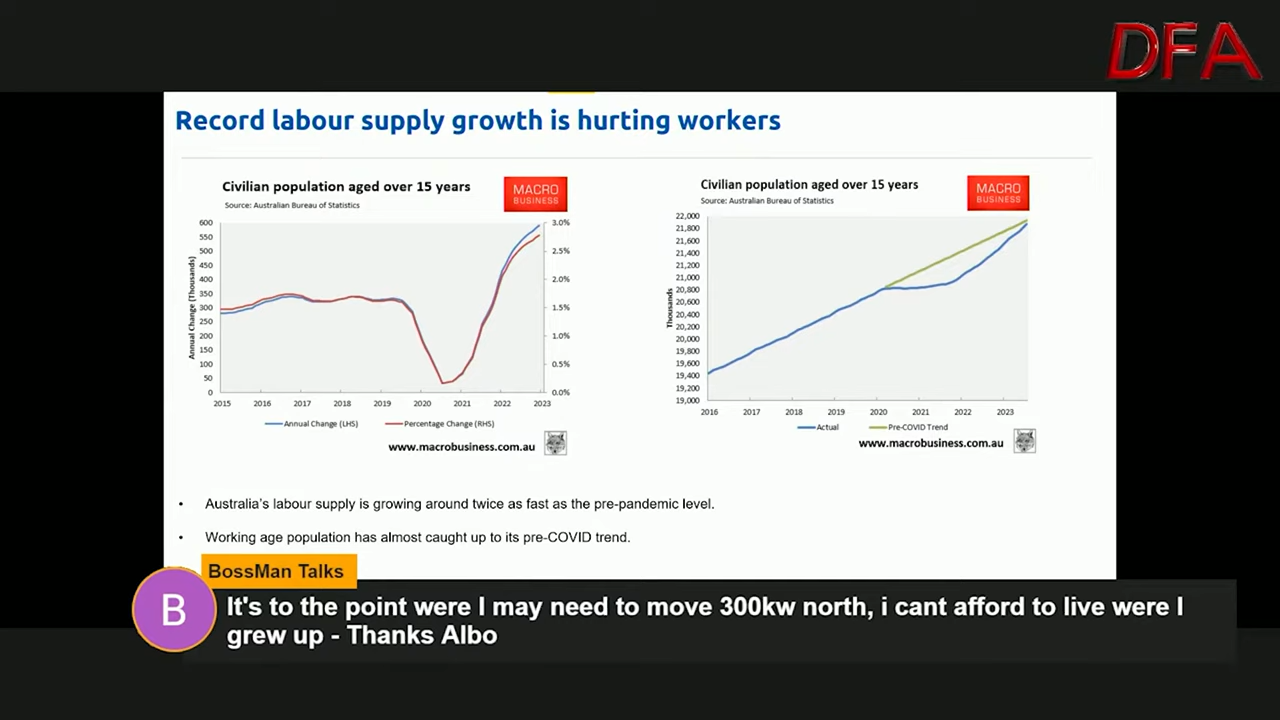 DFA
Record labour supply growth is hurting workers
Civilian population aged over 15 years
Source: Australian Bureau of Statistics
MACRO
BUSINESS
600
550
500
450
400
350
300
250
200
150
100
50
0
Annual Change (Thousands)
3.0%
2.5%
2.0%
1.5%
1.0%
0.5%
0.0%
2015 2016 2017 2018 2019 2020 2021 2022 2023
Annual Change (LHS) Percentage Change (RHS)
www.macrobusiness.com.au
Civilian population aged over 15 years
Source: Australian Bureau of Statistics
MACRO
BUSINESS
22,000
21,800
21,600
21,400
21,200
21,000
20,800
20,600
20,400
20,200
20,000
19,800
19,600
19,400
19,200
19,000
Thousands
2016 2017 2018 2019 2020 2021 2022 2023
Actual Pre-COVID Trend
www.macrobusiness.com.au
• Australia's labour supply is growing around twice as fast as the pre-pandemic level.
• Working age population has almost caught up to its pre-COVID trend.
BossMan Talks
B
It's to the point were I may need to move 300kw north, i cant afford to live were I
grew up - Thanks Albo